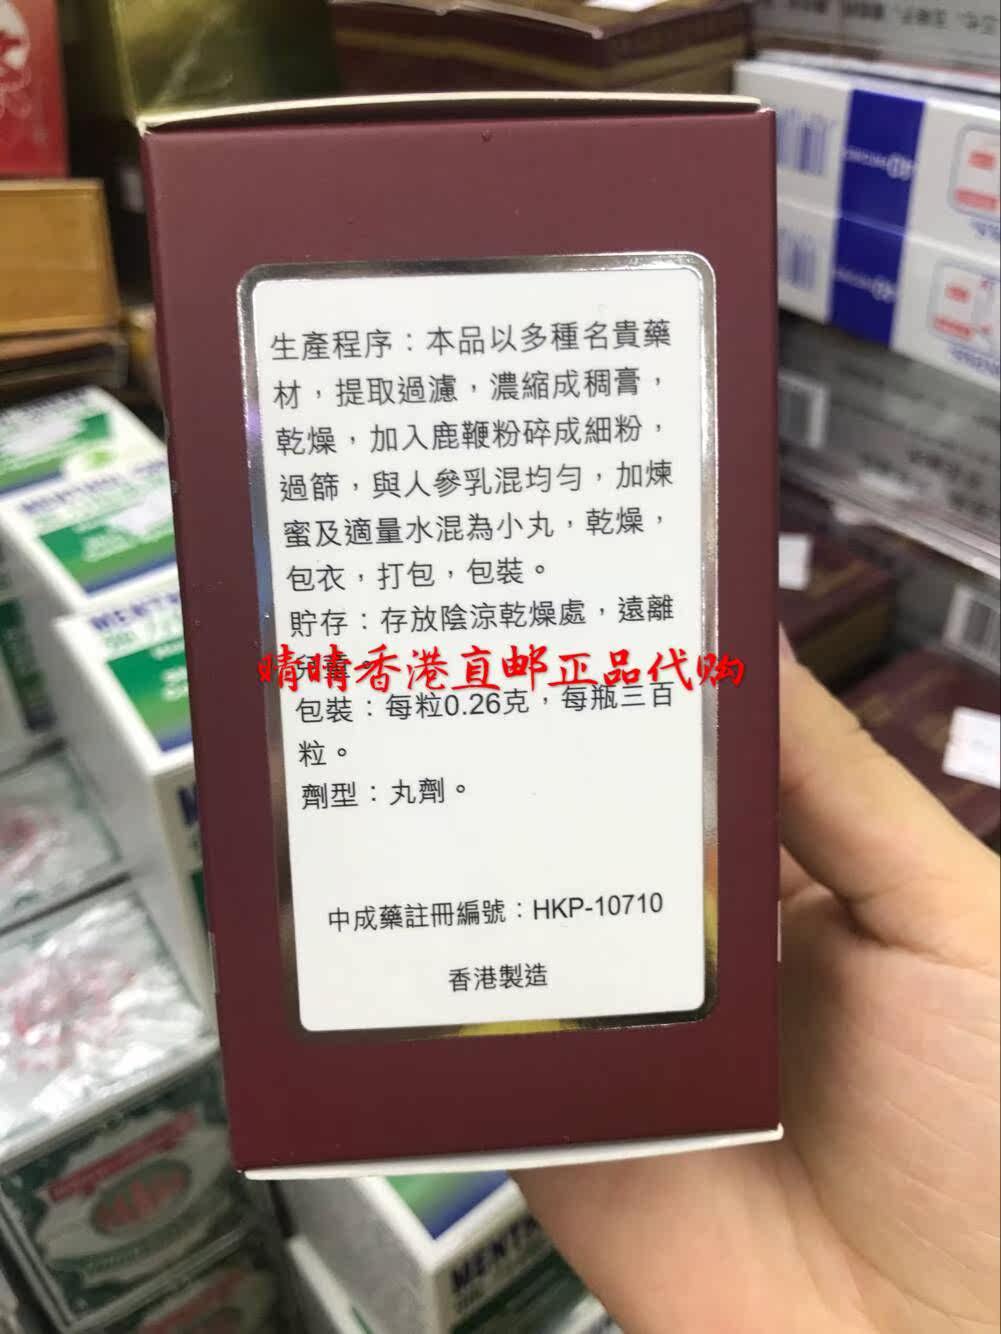 生產程序：本品以多種名貴藥
材，提取過濾，濃縮成稠膏，
乾燥，加入鹿鞭粉碎成細粉，
過篩，與人參乳混均勻，加煉
蜜及適量水混為小丸，乾燥，
包衣，打包，包裝。
貯存：存放陰涼乾燥處，遠離
兒童。
晴晴香港直邮正品代购
包裝：每粒0.26克，每瓶三百
粒。
劑型：丸劑。
中成藥註冊編號：HKP-10710
香港製造